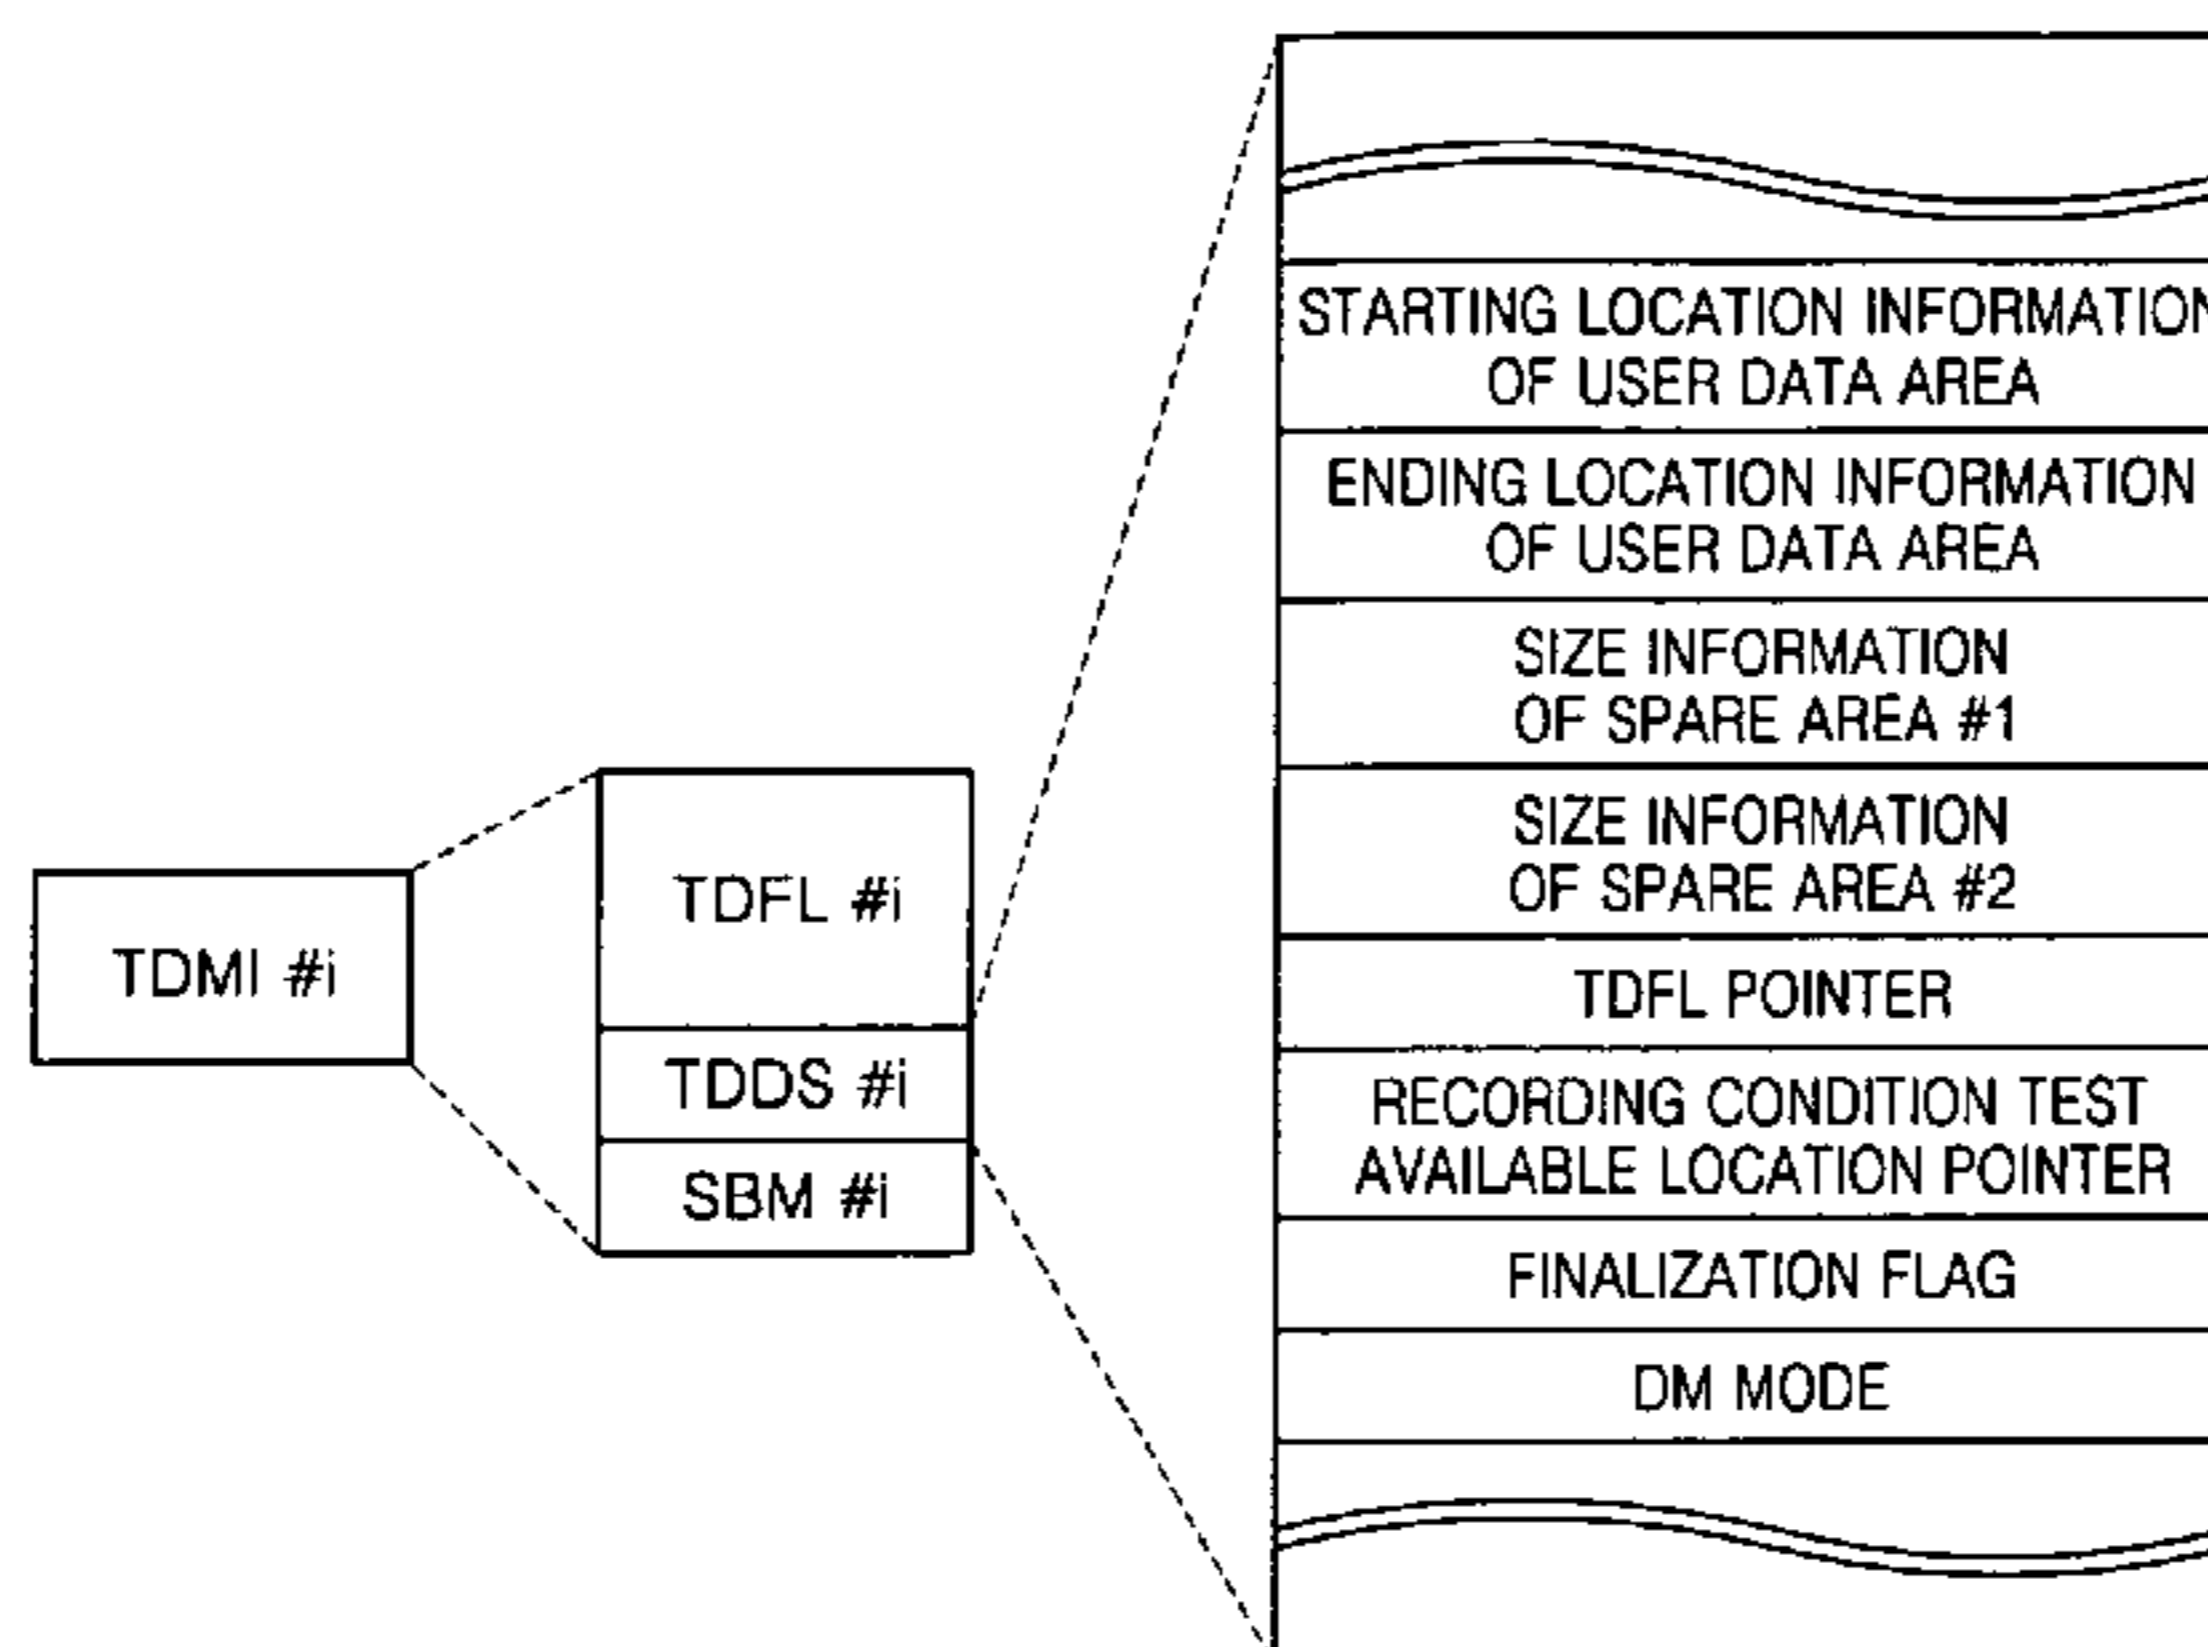 TDMI #i
TDFL #i
TDDS #i
SBM #i
STARTING LOCATION INFORMATION
OF USER DATA AREA
ENDING LOCATION INFORMATION
OF USER DATA AREA
SIZE INFORMATION
OF SPARE AREA #1
SIZE INFORMATION
OF SPARE AREA #2
TDFL POINTER
RECORDING CONDITION TEST
AVAILABLE LOCATION POINTER
FINALIZATION FLAG
DM MODE